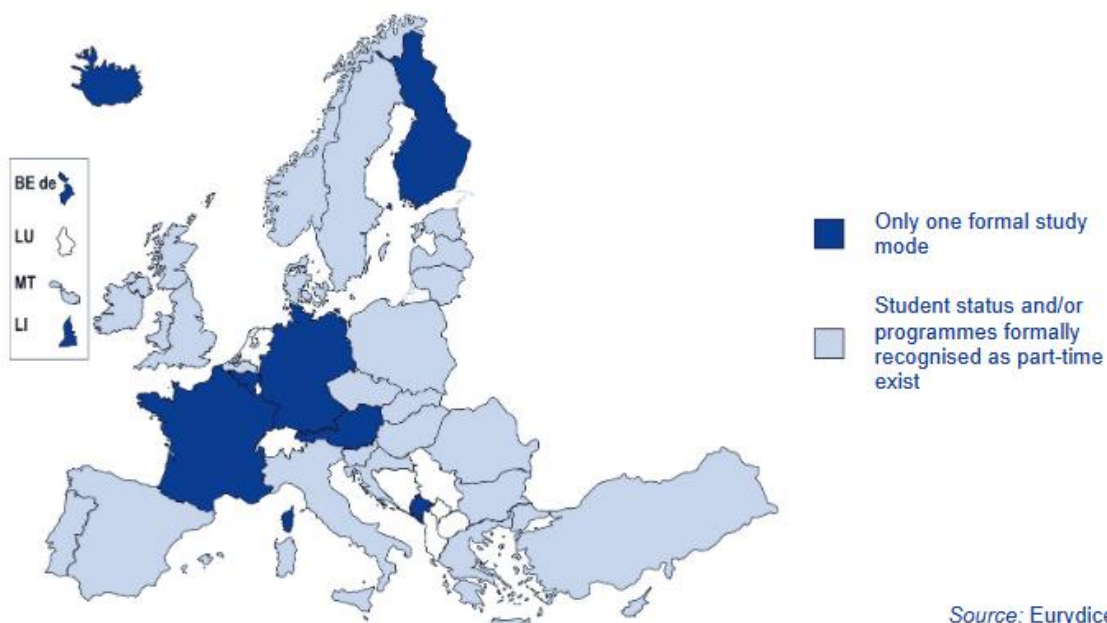 BE de
LU
MT
LI
Only one formal study
mode
Student status and/or
programmes formally
recognised as part-time
exist
Source: Eurydice